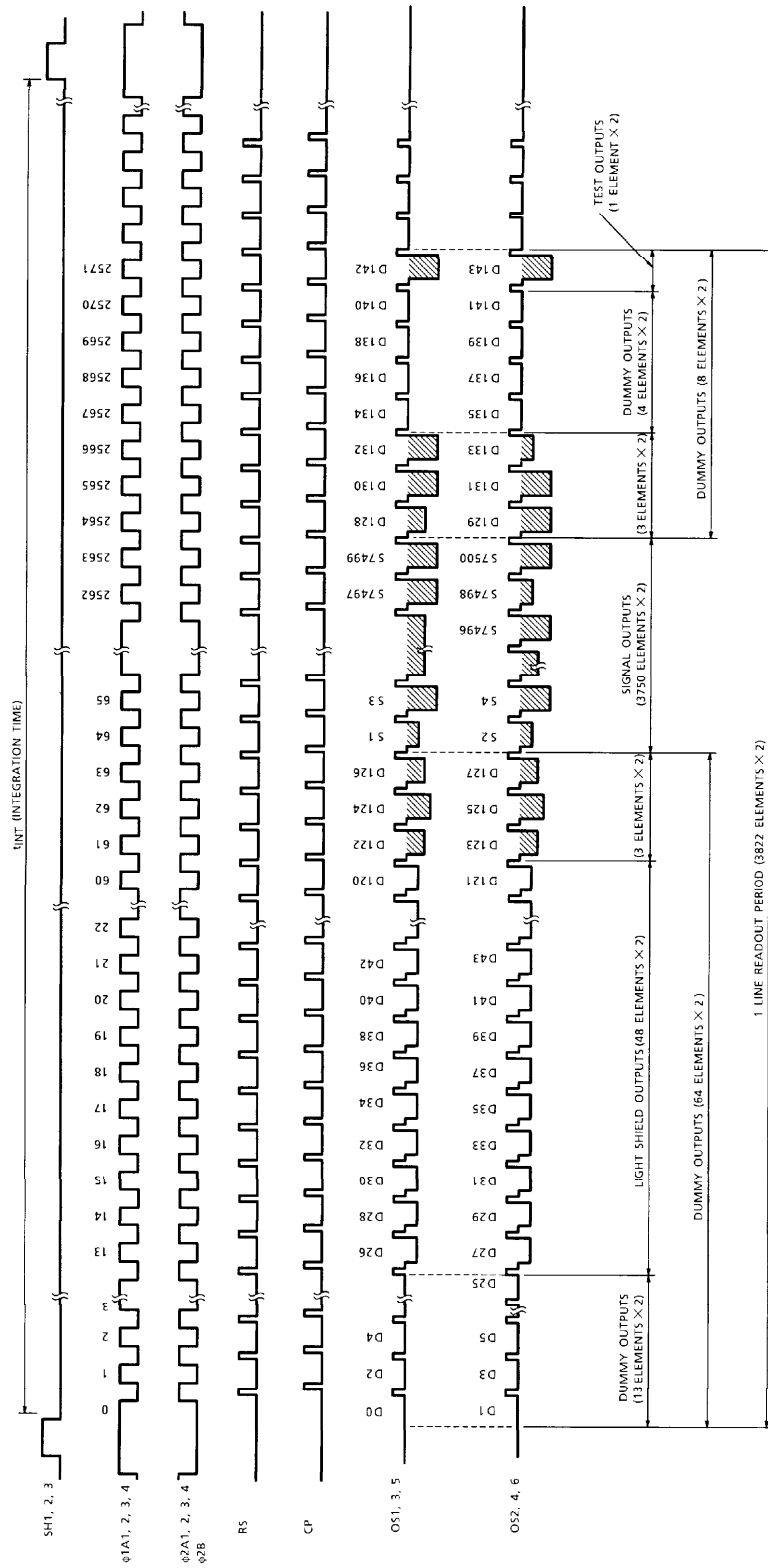 tINT (INTEGRATION TIME)
SH1, 2, 3
φ1A1, 2, 3, 4
0 1 2 3 13 14 15 16 17 18 19 20 21 22 60 61 62 63 64 65 2562 2563 2564 2565 2566 2567 2568 2569 2570 2571
φ2A1, 2, 3, 4
φ2B
RS
CP
OS1, 3, 5
D0 D2 D4 D26 D28 D30 D32 D34 D36 D38 D40 D42 D120 D122 D124 D126 S1 S3 S7497 S7499 D128 D130 D132 D134 D136 D138 D140 D142
OS2, 4, 6
D1 D3 D5 D25 D27 D29 D31 D33 D35 D37 D39 D41 D43 D121 D123 D125 D127 S2 S4 S7496 S7498 S7500 D129 D131 D133 D135 D137 D139 D141 D143
DUMMY OUTPUTS
(13 ELEMENTS × 2)
LIGHT SHIELD OUTPUTS (48 ELEMENTS × 2)
(3 ELEMENTS × 2)
SIGNAL OUTPUTS
(3750 ELEMENTS × 2)
(3 ELEMENTS × 2)
DUMMY OUTPUTS
(4 ELEMENTS × 2)
TEST OUTPUTS
(1 ELEMENT × 2)
DUMMY OUTPUTS (64 ELEMENTS × 2)
DUMMY OUTPUTS (8 ELEMENTS × 2)
1 LINE READOUT PERIOD (3822 ELEMENTS × 2)